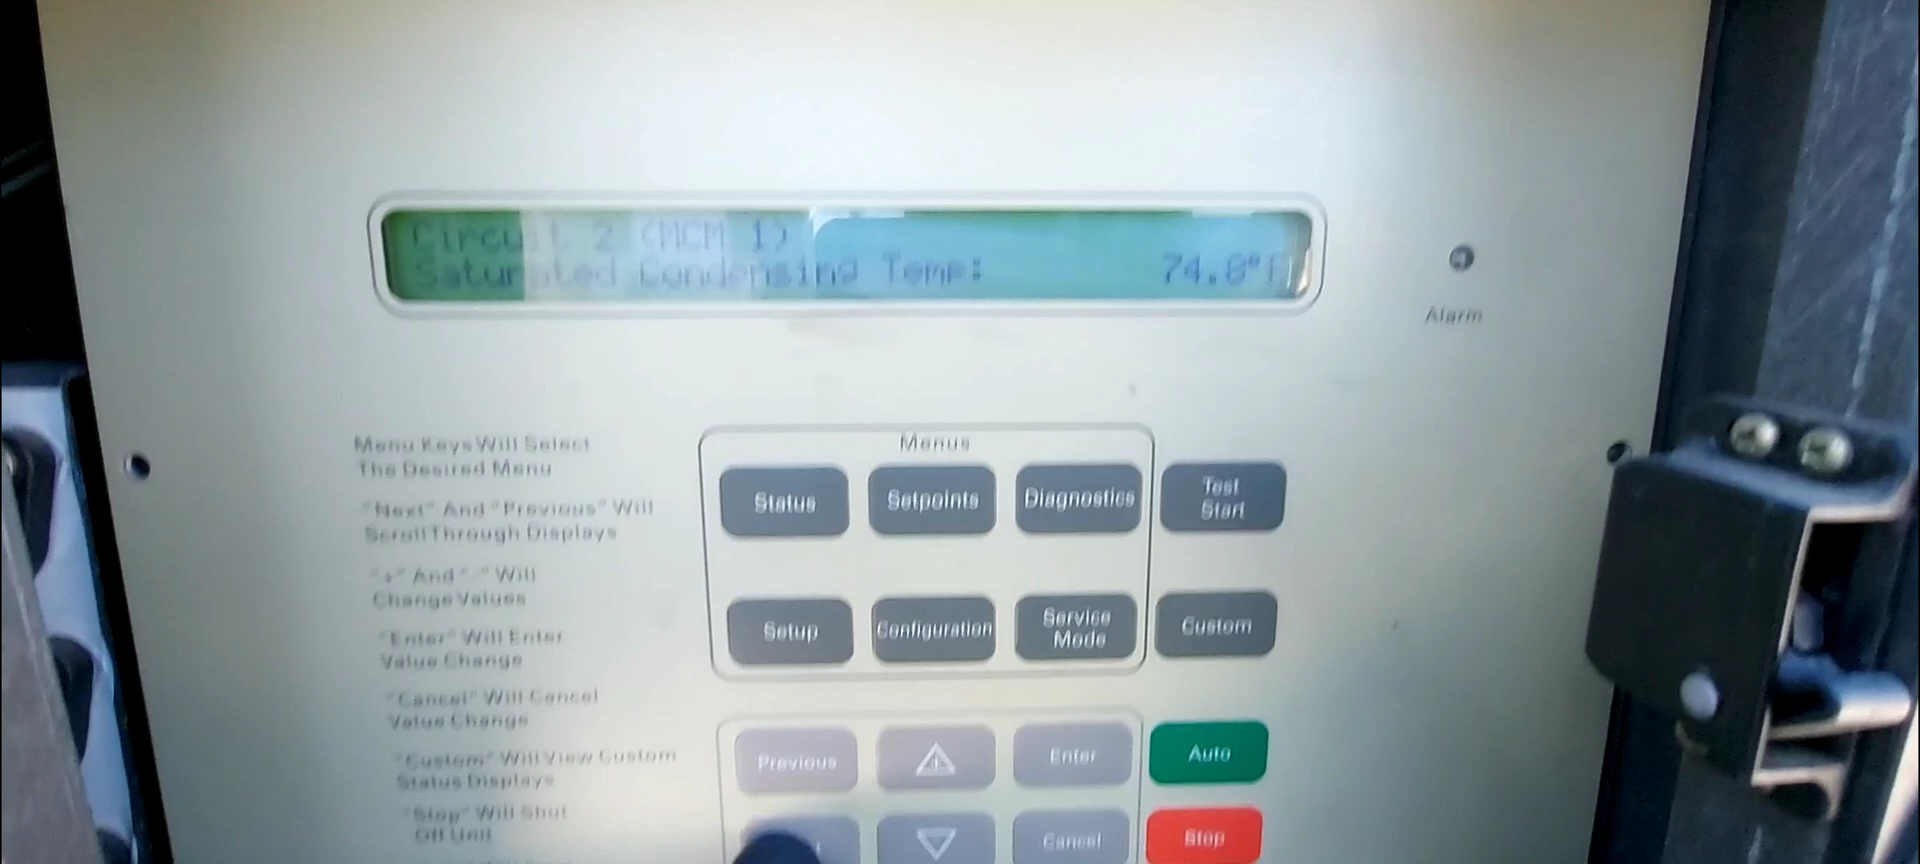 Circuit 2 (MCM 1)
Saturated Condensing Temp: 74.0°F
Alarm
Menu Keys Will Select
The Desired Menu
"Next" And "Previous" Will
Scroll Through Displays
"+" And "-" Will
Change Values
"Enter" Will Enter
Value Change
"Cancel" Will Cancel
Value Change
"Custom" Will View Custom
Status Displays
"Stop" Will Shut
Off Unit
Menus
Status
Setpoints
Diagnostics
Test
Start
Setup
Configuration
Service
Mode
Custom
Previous
+
Enter
Auto
Cancel
Stop